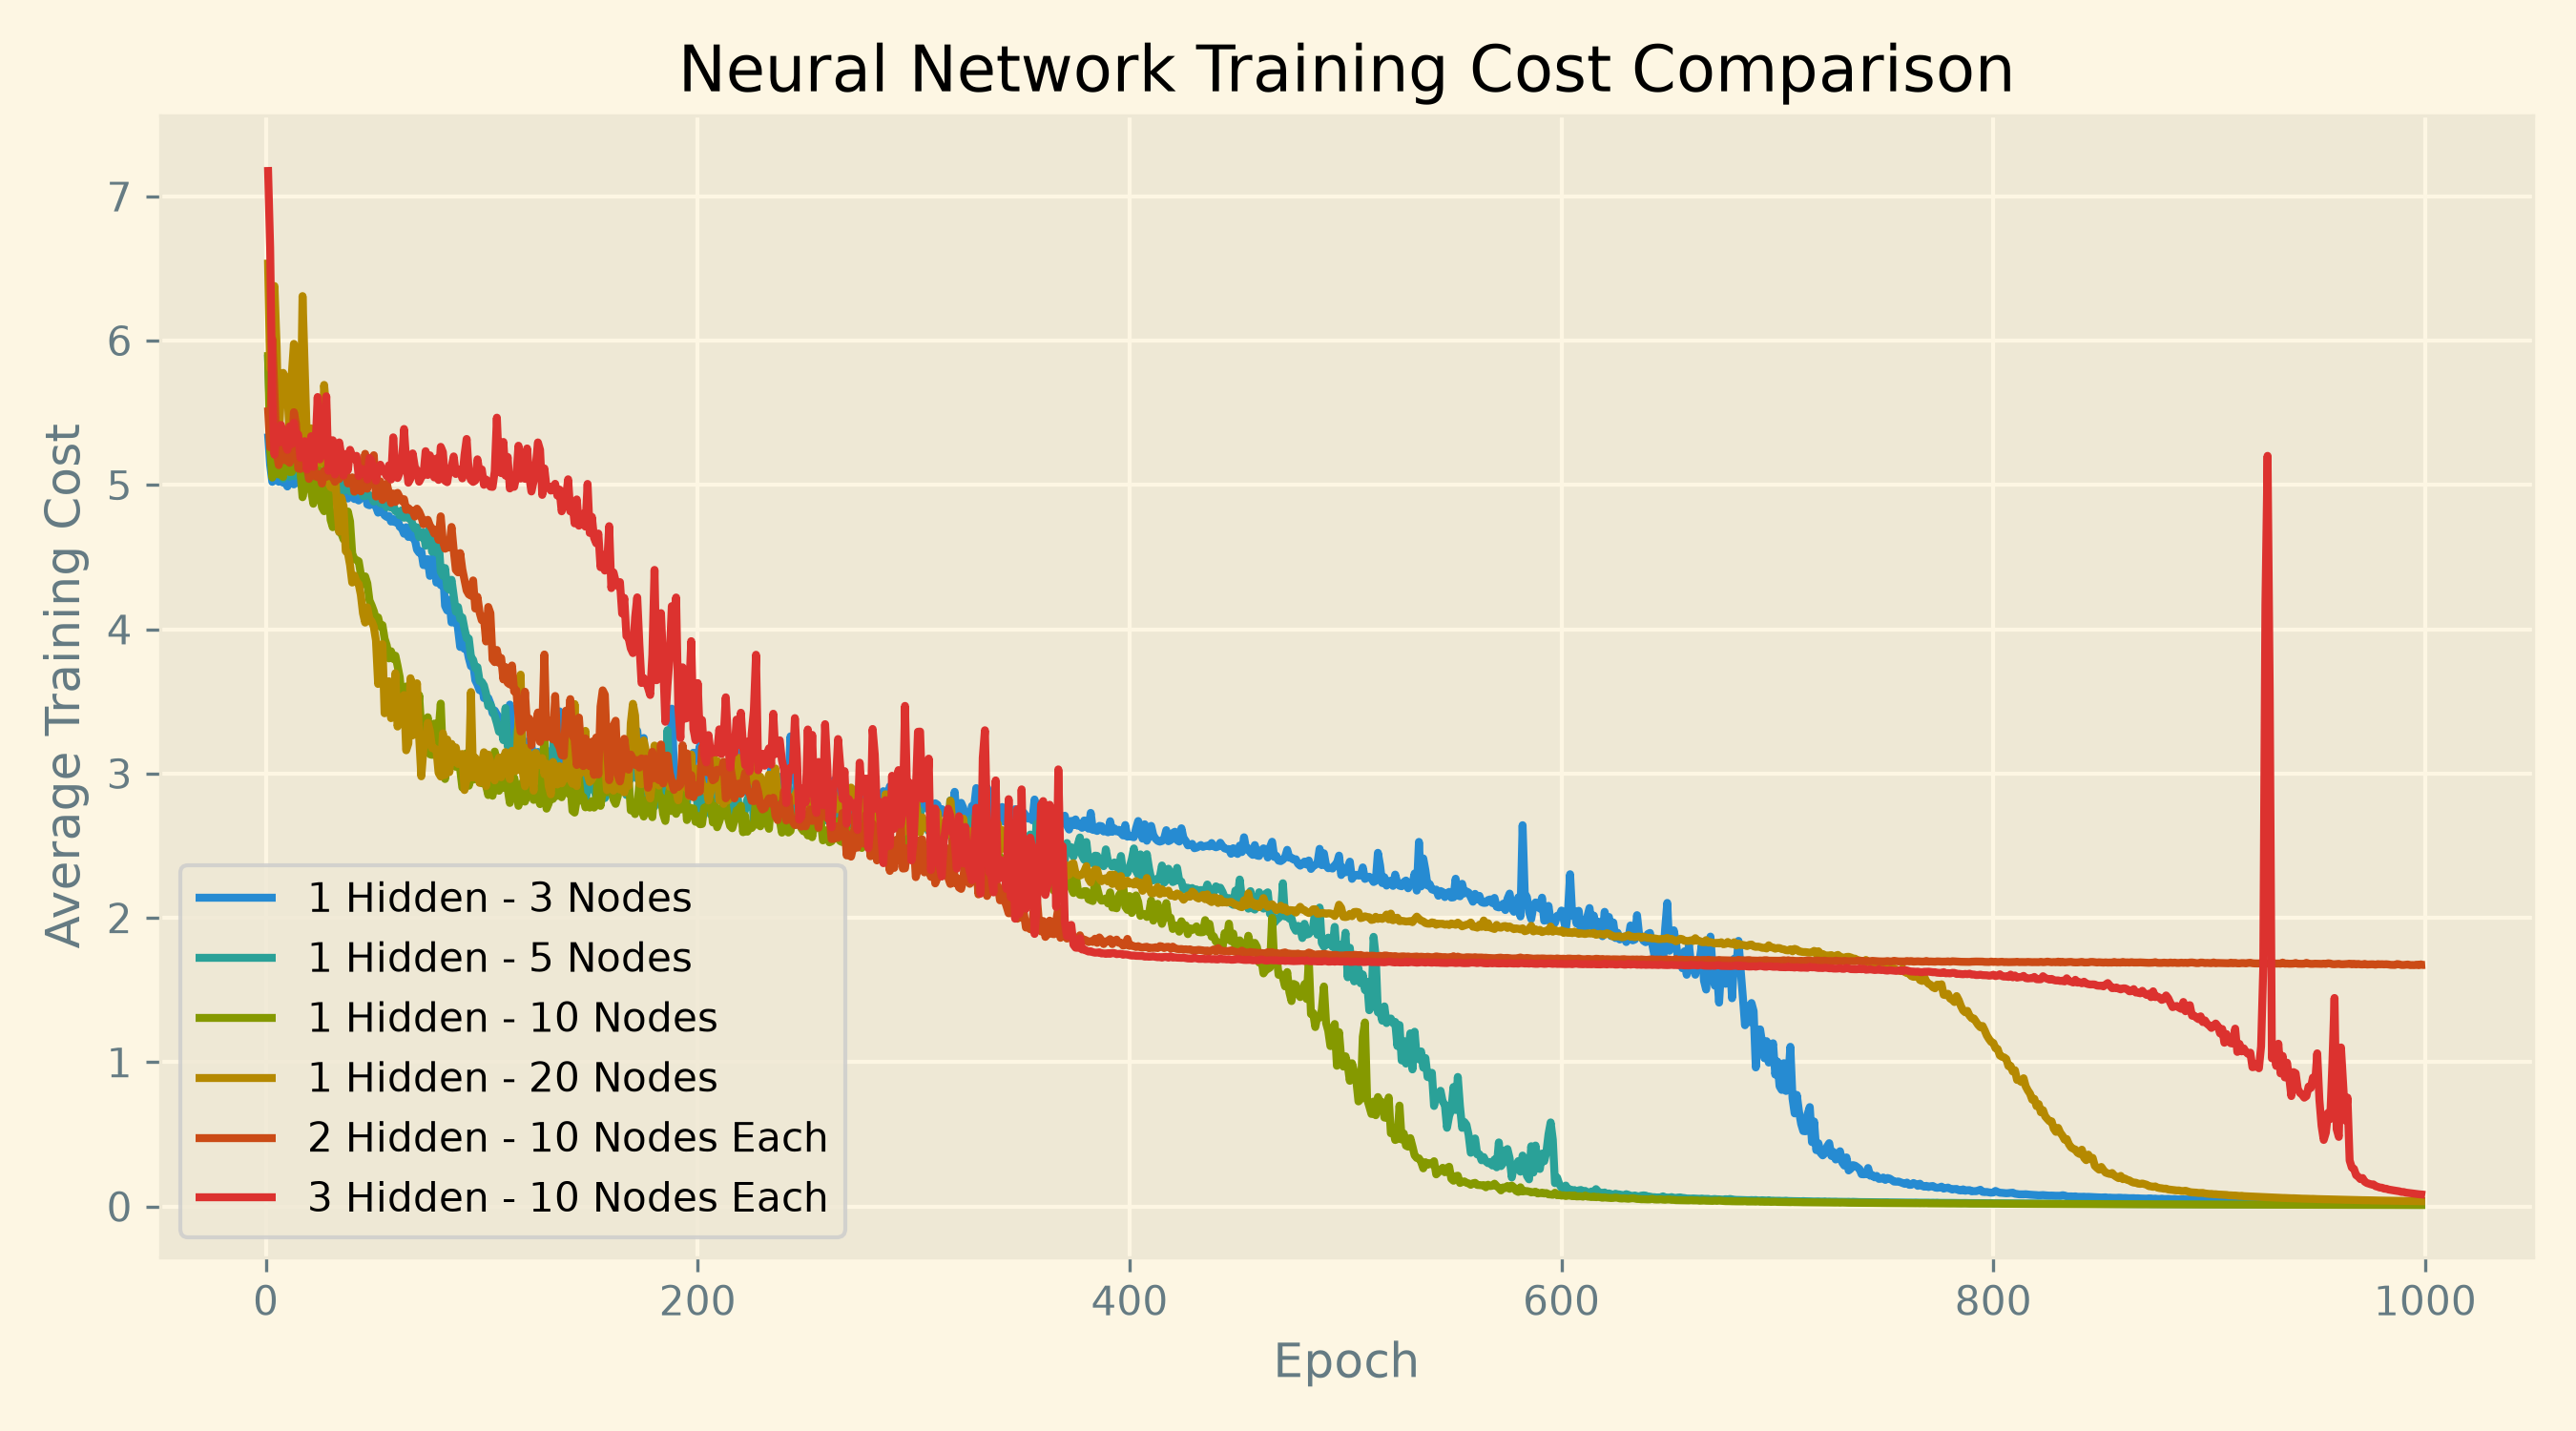 Neural Network Training Cost Comparison
Average Training Cost
7
6
5
4
3
2
1
0
1 Hidden - 3 Nodes
1 Hidden - 5 Nodes
1 Hidden - 10 Nodes
1 Hidden - 20 Nodes
2 Hidden - 10 Nodes Each
3 Hidden - 10 Nodes Each
0 200 400 600 800 1000
Epoch